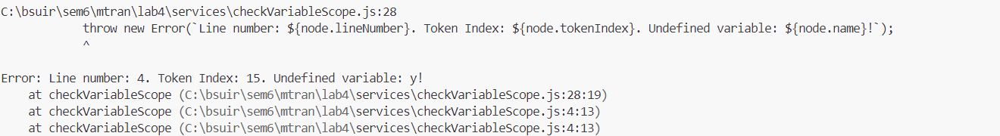 C:\bsuir\sem6\mtran\lab4\services\checkVariableScope.js:28
throw new Error(`Line number: ${node.lineNumber}. Token Index: ${node.tokenIndex}. Undefined variable: ${node.name}!`);
^
Error: Line number: 4. Token Index: 15. Undefined variable: y!
at checkVariableScope (C:\bsuir\sem6\mtran\lab4\services\checkVariableScope.js:28:19)
at checkVariableScope (C:\bsuir\sem6\mtran\lab4\services\checkVariableScope.js:4:13)
at checkVariableScope (C:\bsuir\sem6\mtran\lab4\services\checkVariableScope.js:4:13)